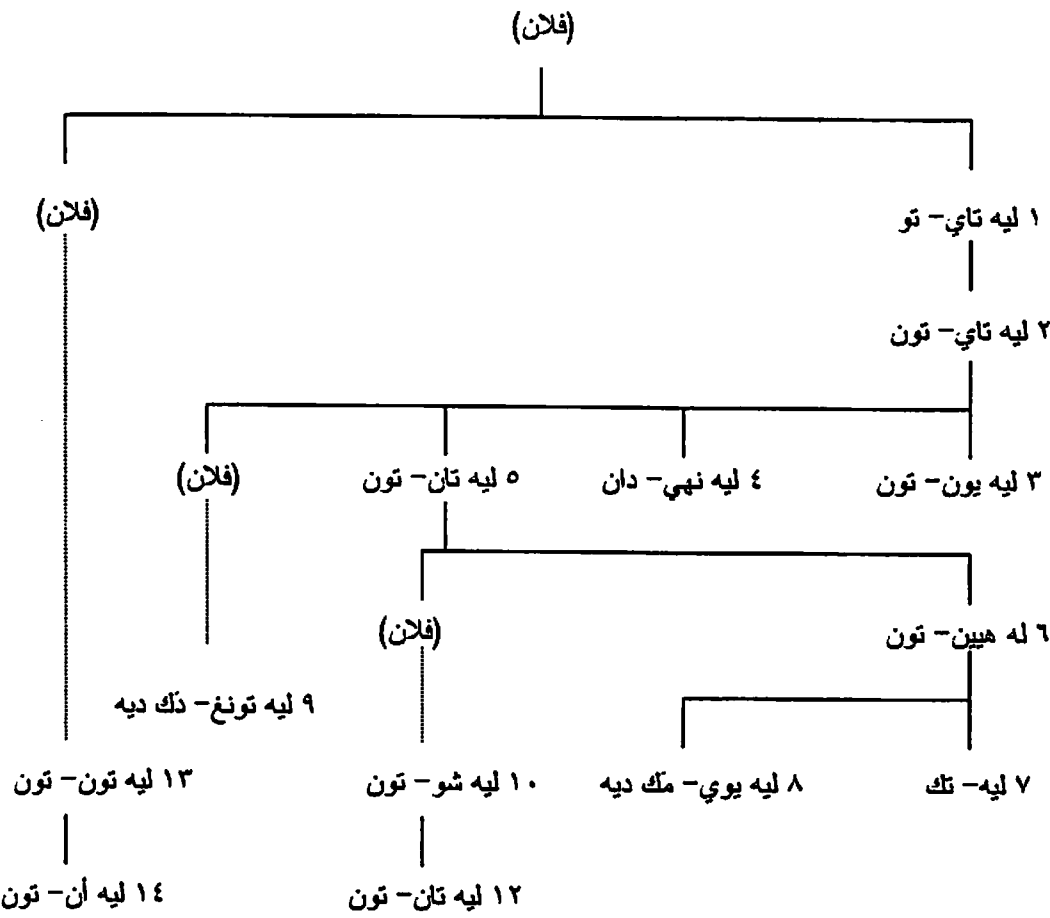 (فلان)
(فلان)
١ ليه تاي- تو
٢ ليه تاي- تون
٣ ليه يون- تون
٤ ليه نهي- دان
٥ ليه تان- تون
(فلان)
٦ له هيين- تون
(فلان)
٩ ليه تونغ- دك ديه
٧ ليه- تك
٨ ليه يوي- مك ديه
١٠ ليه شو- تون
١٣ ليه تون- تون
١٢ ليه تان- تون
١٤ ليه أن- تون